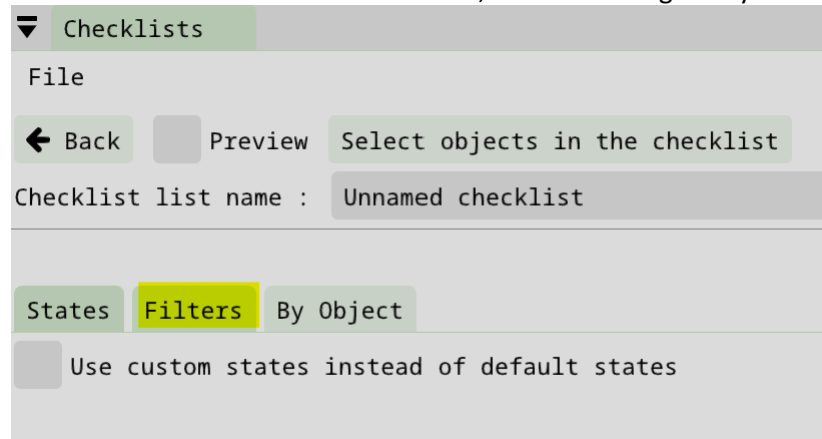 Checklists
File
Back Preview Select objects in the checklist
Checklist list name : Unnamed checklist
States Filters By Object
Use custom states instead of default states